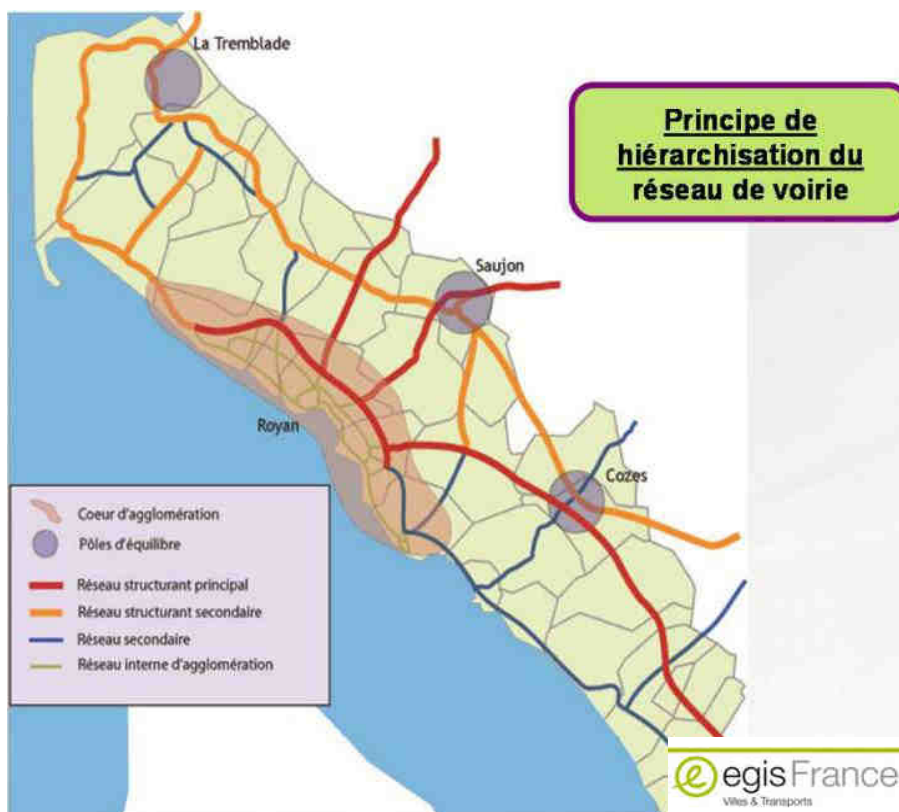 La Tremblade
Principe de
hiérarchisation du
réseau de voirie
Saujon
Royan
Cozes
Coeur d'agglomération
Pôles d'équilibre
Réseau structurant principal
Réseau structurant secondaire
Réseau secondaire
Réseau interne d'agglomération
egis France
Villes & Transports